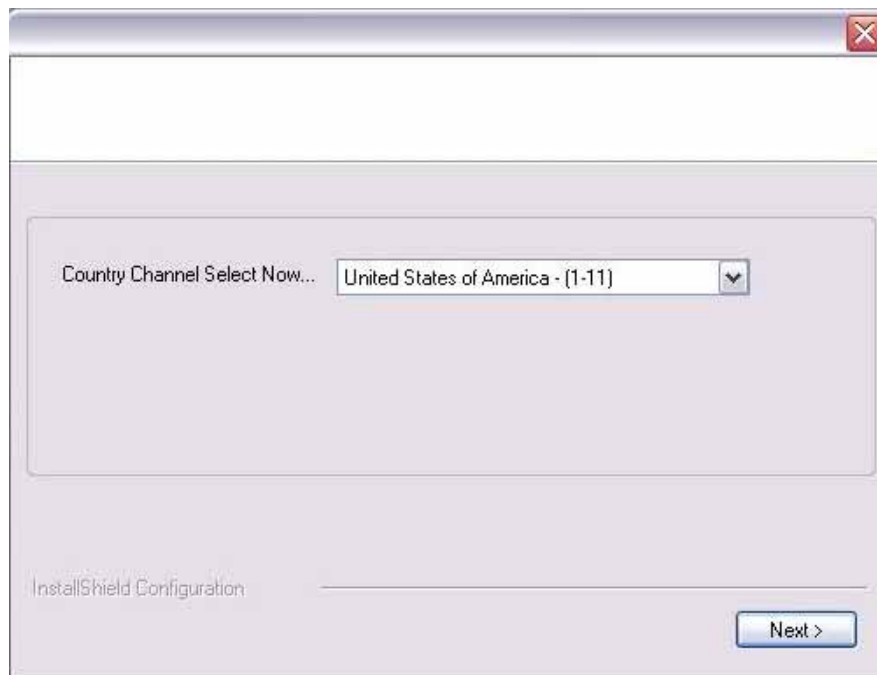 Country Channel Select Now...
United States of America - (1-11)
InstallShield Configuration
Next >